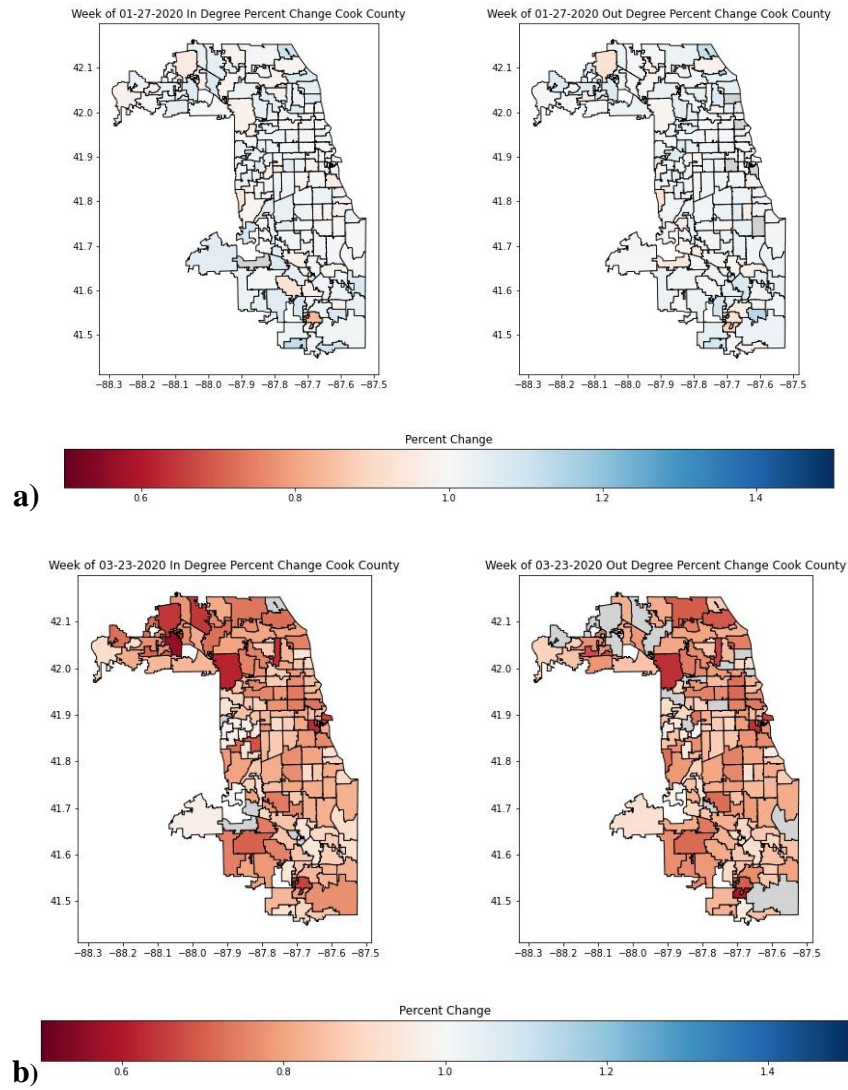 Week of 01-27-2020 In Degree Percent Change Cook County
Week of 01-27-2020 Out Degree Percent Change Cook County
42.1
42.0
41.9
41.8
41.7
41.6
41.5
−88.3 −88.2 −88.1 −88.0 −87.9 −87.8 −87.7 −87.6 −87.5
42.1
42.0
41.9
41.8
41.7
41.6
41.5
−88.3 −88.2 −88.1 −88.0 −87.9 −87.8 −87.7 −87.6 −87.5
Percent Change
a)
0.6 0.8 1.0 1.2 1.4
Week of 03-23-2020 In Degree Percent Change Cook County
Week of 03-23-2020 Out Degree Percent Change Cook County
42.1
42.0
41.9
41.8
41.7
41.6
41.5
−88.3 −88.2 −88.1 −88.0 −87.9 −87.8 −87.7 −87.6 −87.5
42.1
42.0
41.9
41.8
41.7
41.6
41.5
−88.3 −88.2 −88.1 −88.0 −87.9 −87.8 −87.7 −87.6 −87.5
Percent Change
b)
0.6 0.8 1.0 1.2 1.4